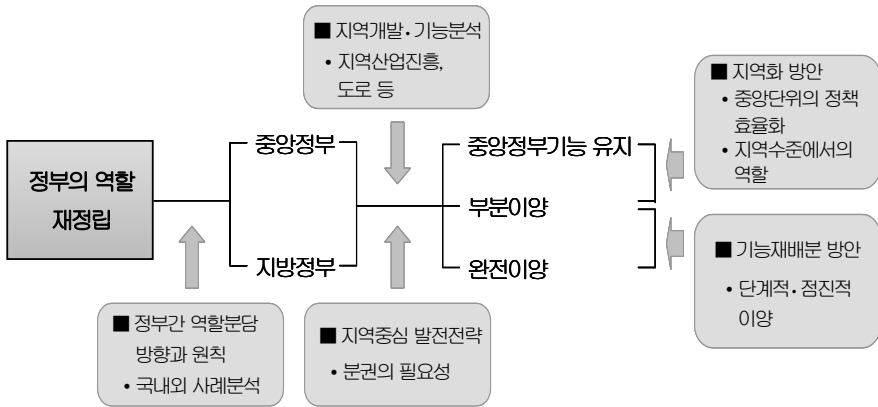 ■ 지역개발·기능분석
• 지역산업진흥,
도로 등
■ 지역화 방안
• 중앙단위의 정책
효율화
• 지역수준에서의
역할
정부의 역할
재정립
중앙정부
지방정부
중앙정부기능 유지
부분이양
완전이양
■ 기능재배분 방안
• 단계적·점진적
이양
■ 정부간 역할분담
방향과 원칙
• 국내외 사례분석
■ 지역중심 발전전략
• 분권의 필요성